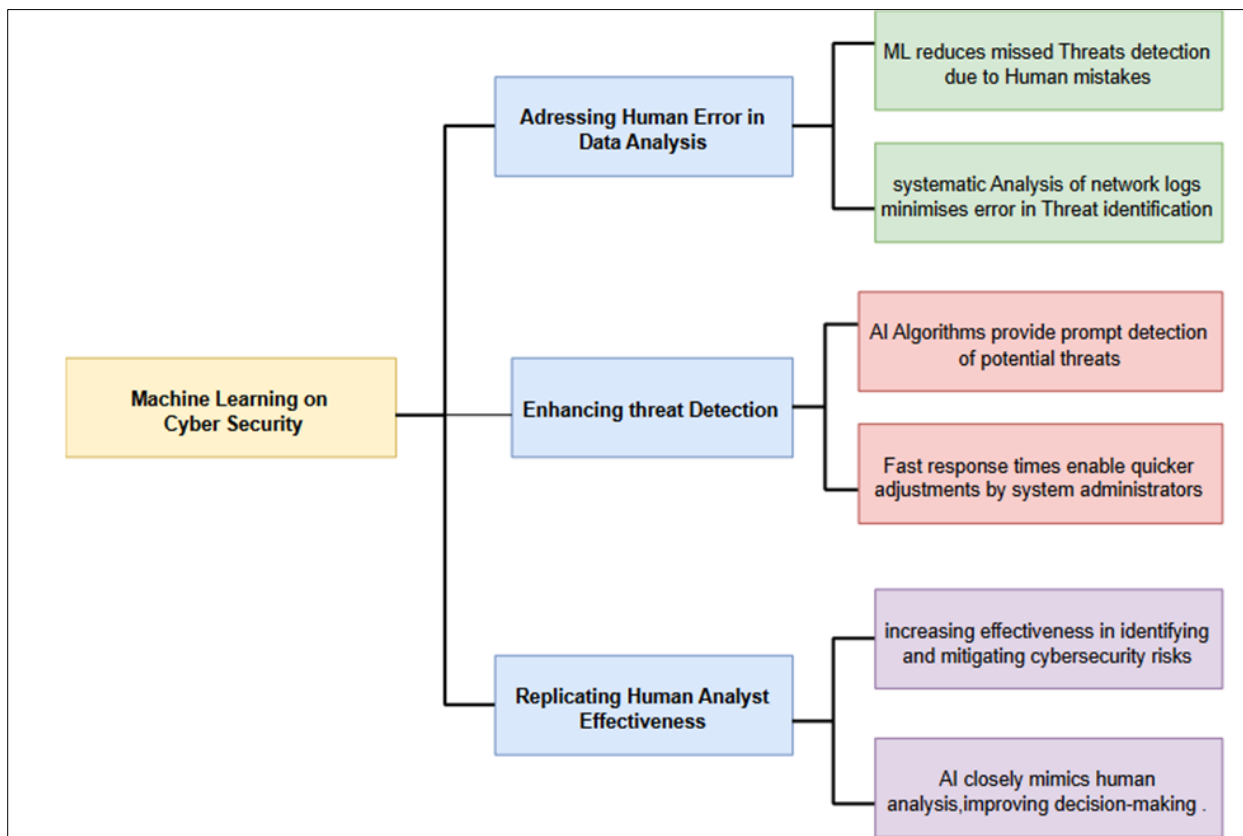 Machine Learning on
Cyber Security
Adressing Human Error in
Data Analysis
ML reduces missed Threats detection
due to Human mistakes
systematic Analysis of network logs
minimises error in Threat identification
Enhancing threat Detection
AI Algorithms provide prompt detection
of potential threats
Fast response times enable quicker
adjustments by system administrators
Replicating Human Analyst
Effectiveness
increasing effectiveness in identifying
and mitigating cybersecurity risks
AI closely mimics human
analysis,improving decision-making .